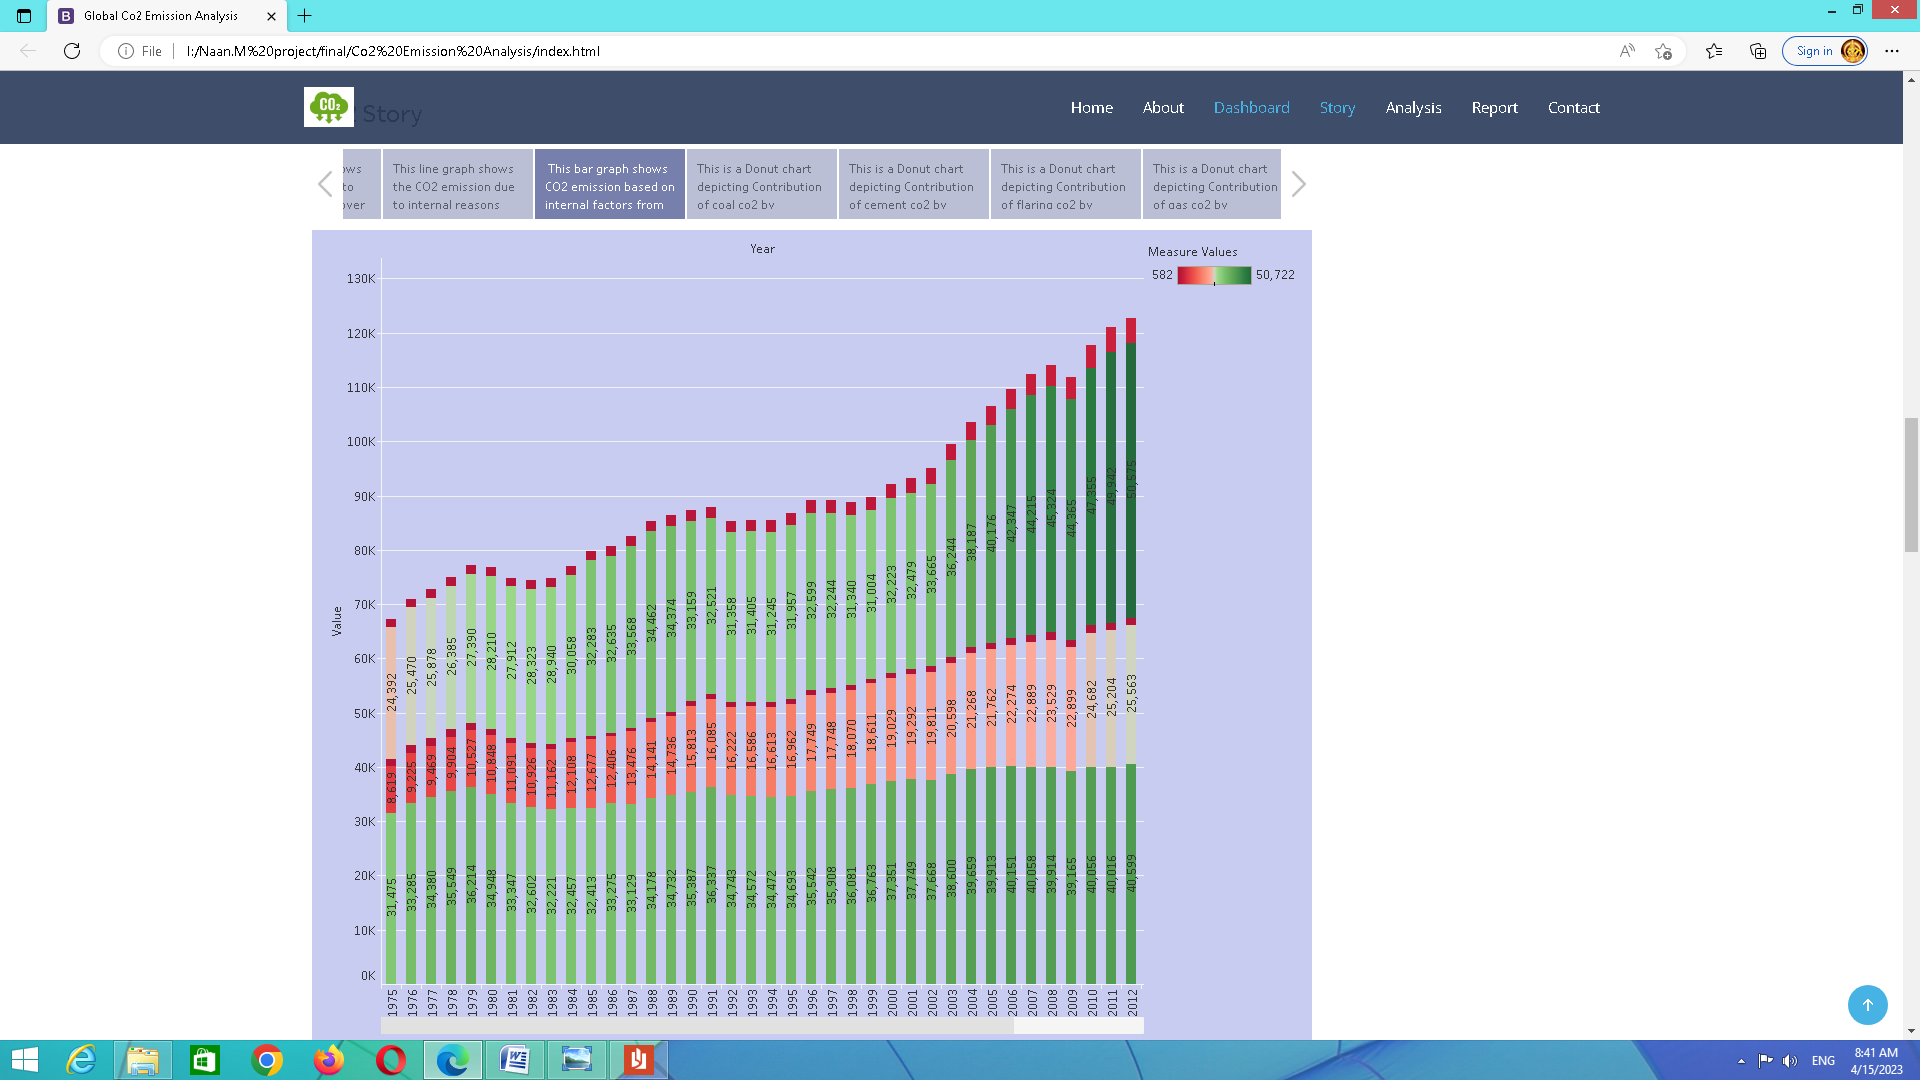 Global Co2 Emission Analysis
File
I:/Naan.M%20project/final/Co2%20Emission%20Analysis/index.html
Sign in
CO2
Story
Home
About
Dashboard
Story
Analysis
Report
Contact
This line graph shows
the CO2 emission due
to internal reasons
This bar graph shows
CO2 emission based on
internal factors from
This is a Donut chart
depicting Contribution
of coal co2 by
This is a Donut chart
depicting Contribution
of cement co2 by
This is a Donut chart
depicting Contribution
of flaring co2 by
This is a Donut chart
depicting Contribution
of gas co2 by
Year
Measure Values
582
50,722
Value
130K
120K
110K
100K
90K
80K
70K
60K
50K
40K
30K
20K
10K
0K
24,392 25,470 25,878 26,385 27,390 28,210 27,912 28,323 28,940 30,058 32,283 32,635 33,568 34,462 34,374 33,159 32,521 31,358 31,405 31,245 31,957 32,599 32,244 31,340 31,004 32,223 32,479 33,665 36,244 38,187 40,176 42,347 44,215 45,324 44,365 47,355 49,942 50,575
8,619 9,225 9,469 9,904 10,527 10,848 11,091 10,926 11,162 12,108 12,677 12,406 13,476 14,141 14,736 15,813 16,085 16,222 16,586 16,613 16,962 17,749 17,748 18,070 18,611 19,029 19,292 19,811 20,598 21,268 21,762 22,274 22,889 23,529 22,899 24,682 25,204 25,563
31,475 33,285 34,380 35,549 36,214 34,948 33,347 32,602 32,221 32,457 32,413 33,275 33,129 34,178 34,732 35,387 36,337 34,743 34,572 34,472 34,693 35,542 35,908 36,081 36,763 37,351 37,749 37,668 38,600 39,659 39,913 40,151 40,058 39,914 39,165 40,056 40,016 40,599
1975 1976 1977 1978 1979 1980 1981 1982 1983 1984 1985 1986 1987 1988 1989 1990 1991 1992 1993 1994 1995 1996 1997 1998 1999 2000 2001 2002 2003 2004 2005 2006 2007 2008 2009 2010 2011 2012
ENG
8:41 AM
4/15/2023